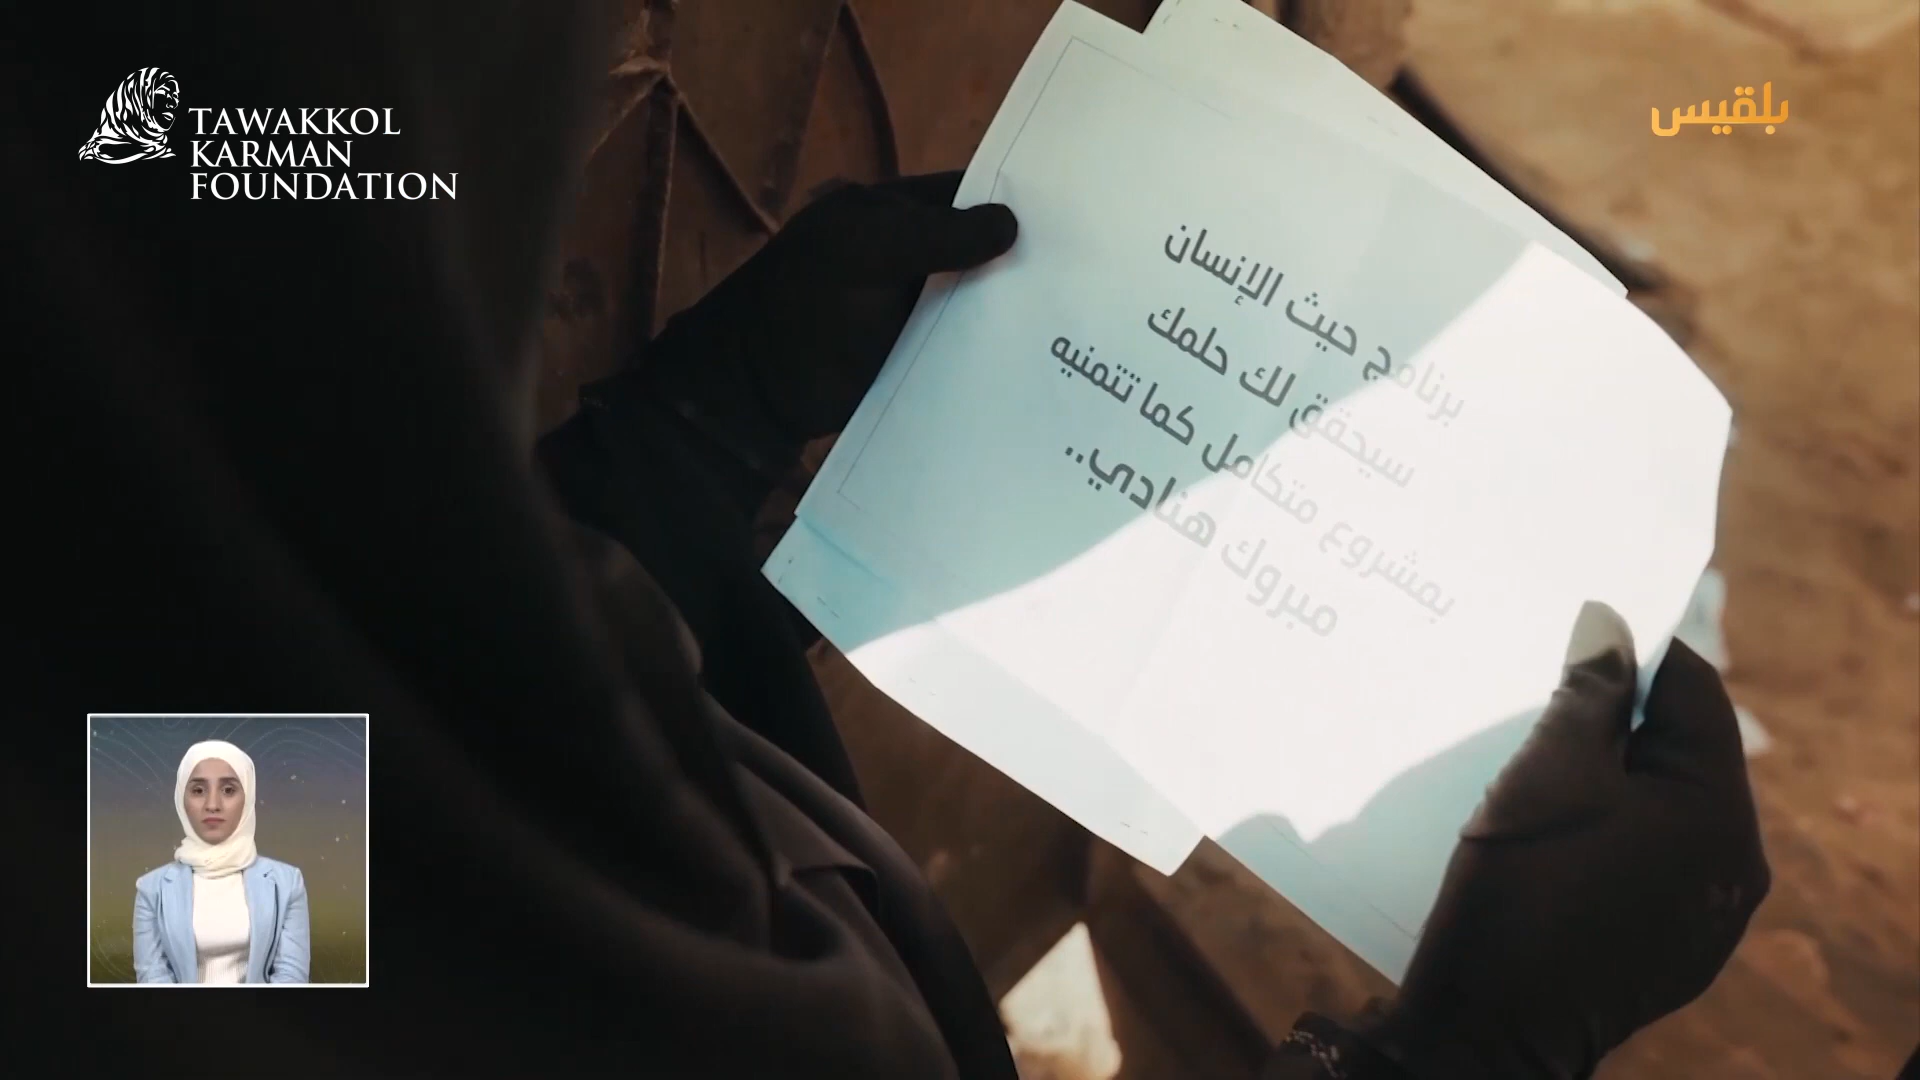 TAWAKKOL
KARMAN
FOUNDATION
بلقيس
برنامج حيث الإنسان
سيحقق لك حلمك
بمشروع متكامل كما تتمنيه
مبروك هنادي..